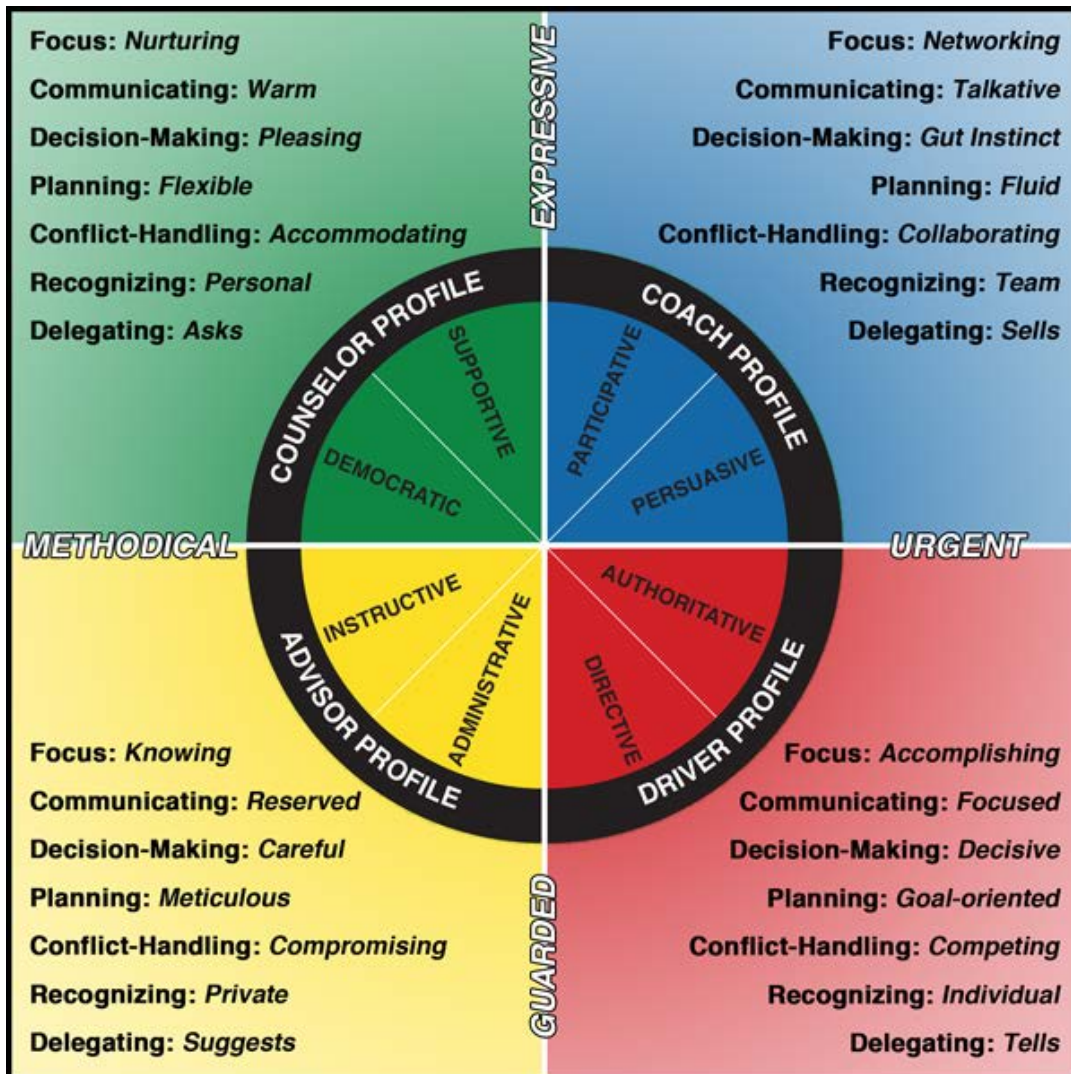 Focus: Nurturing
Communicating: Warm
Decision-Making: Pleasing
Planning: Flexible
Conflict-Handling: Accommodating
Recognizing: Personal
Delegating: Asks
EXPRESSIVE
Focus: Networking
Communicating: Talkative
Decision-Making: Gut Instinct
Planning: Fluid
Conflict-Handling: Collaborating
Recognizing: Team
Delegating: Sells
COUNSELOR PROFILE
COACH PROFILE
DEMOCRATIC
SUPPORTIVE
PARTICIPATIVE
PERSUASIVE
METHODICAL
URGENT
INSTRUCTIVE
ADMINISTRATIVE
DIRECTIVE
AUTHORITATIVE
ADVISOR PROFILE
DRIVER PROFILE
Focus: Knowing
Communicating: Reserved
Decision-Making: Careful
Planning: Meticulous
Conflict-Handling: Compromising
Recognizing: Private
Delegating: Suggests
GUARDED
Focus: Accomplishing
Communicating: Focused
Decision-Making: Decisive
Planning: Goal-oriented
Conflict-Handling: Competing
Recognizing: Individual
Delegating: Tells